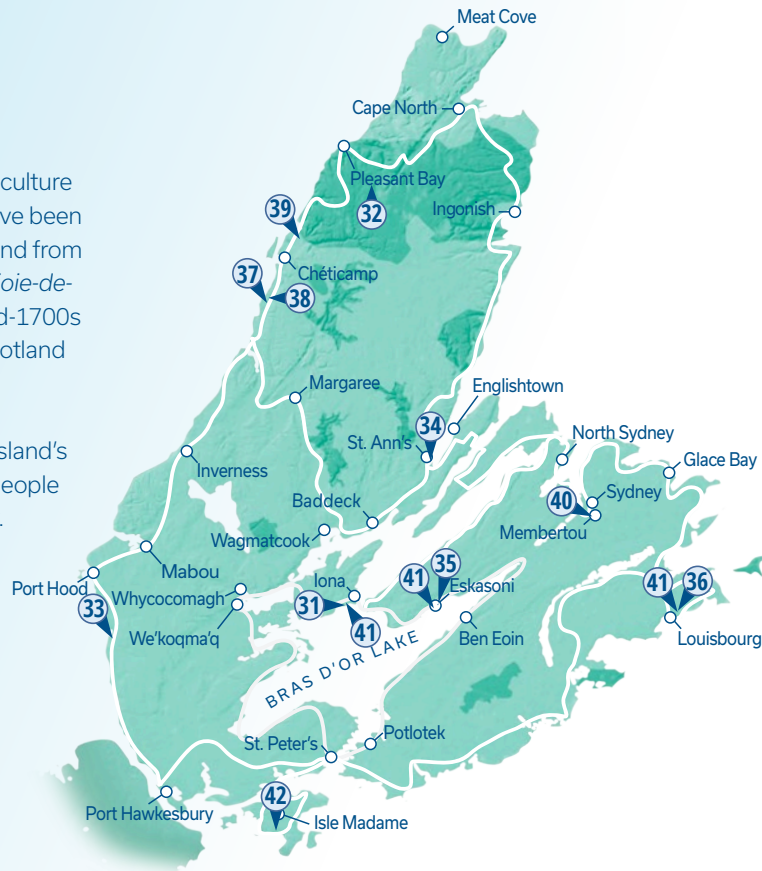 culture
ve been
nd from
oie-de-
d-1700s
otland
sland's
eople
.
Meat Cove
Cape North
Pleasant Bay
32
Ingonish
39
Chéticamp
37
38
Margaree
Englishtown
34
St. Ann's
North Sydney
Inverness
Glace Bay
Baddeck
40
Sydney
Wagmatcook
Membertou
Mabou
Port Hood
Whycocomagh
Iona
41
35
Eskasoni
41
36
33
31
We'koqma'q
41
Ben Eoin
Louisbourg
BRAS D'OR LAKE
St. Peter's
Potlotek
Port Hawkesbury
42
Isle Madame